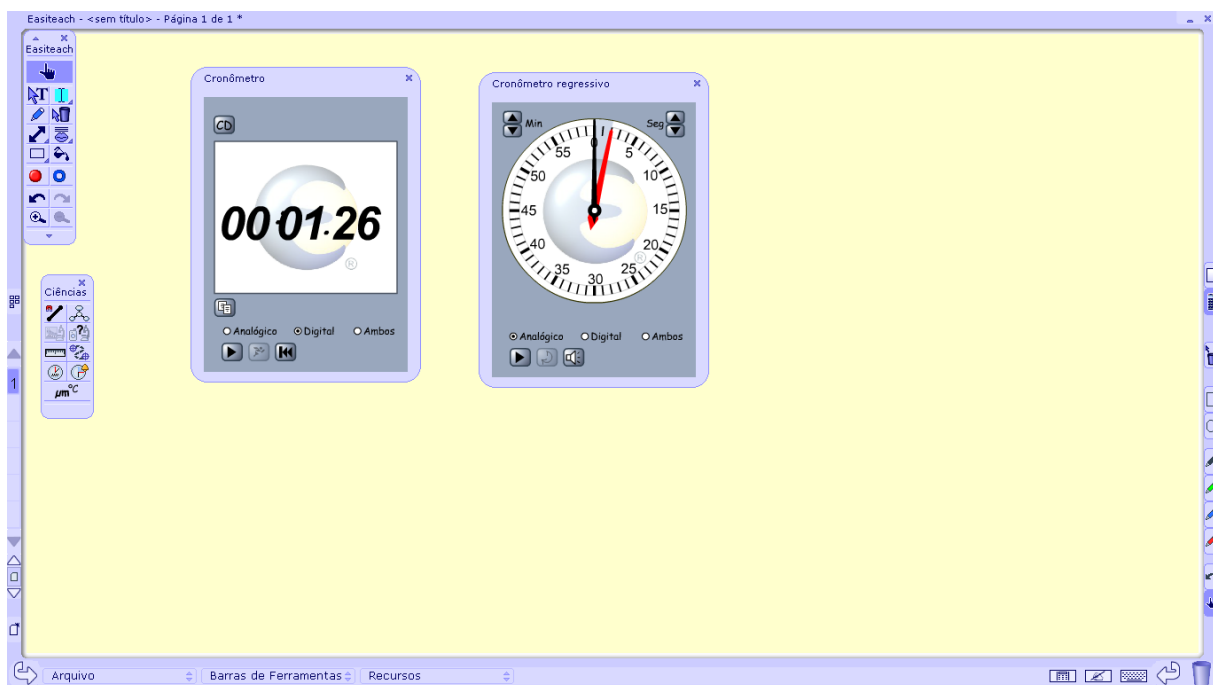 Easiteach - <sem título> - Página 1 de 1 *
Easiteach
T
Ciências
µm°C
1
Cronômetro
CD
00:01.26
®
Analógico Digital Ambos
Cronômetro regressivo
Min Seg
0
5
10
15
20
25
30
35
40
45
50
55
®
Analógico Digital Ambos
Arquivo Barras de Ferramentas Recursos